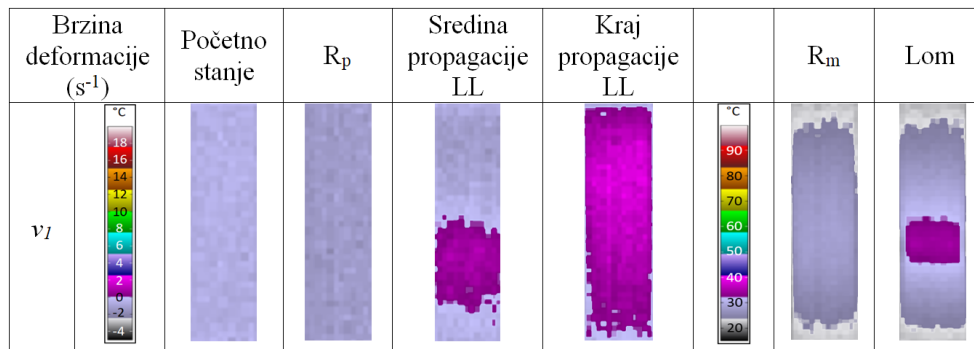 Brzina
deformacije
(s⁻¹)
Početno
stanje
Rₚ
Sredina
propagacije
LL
Kraj
propagacije
LL
Rₘ
Lom
v₁
°C
18
16
14
12
10
8
6
4
2
0
-2
-4
°C
90
80
70
60
50
40
30
20